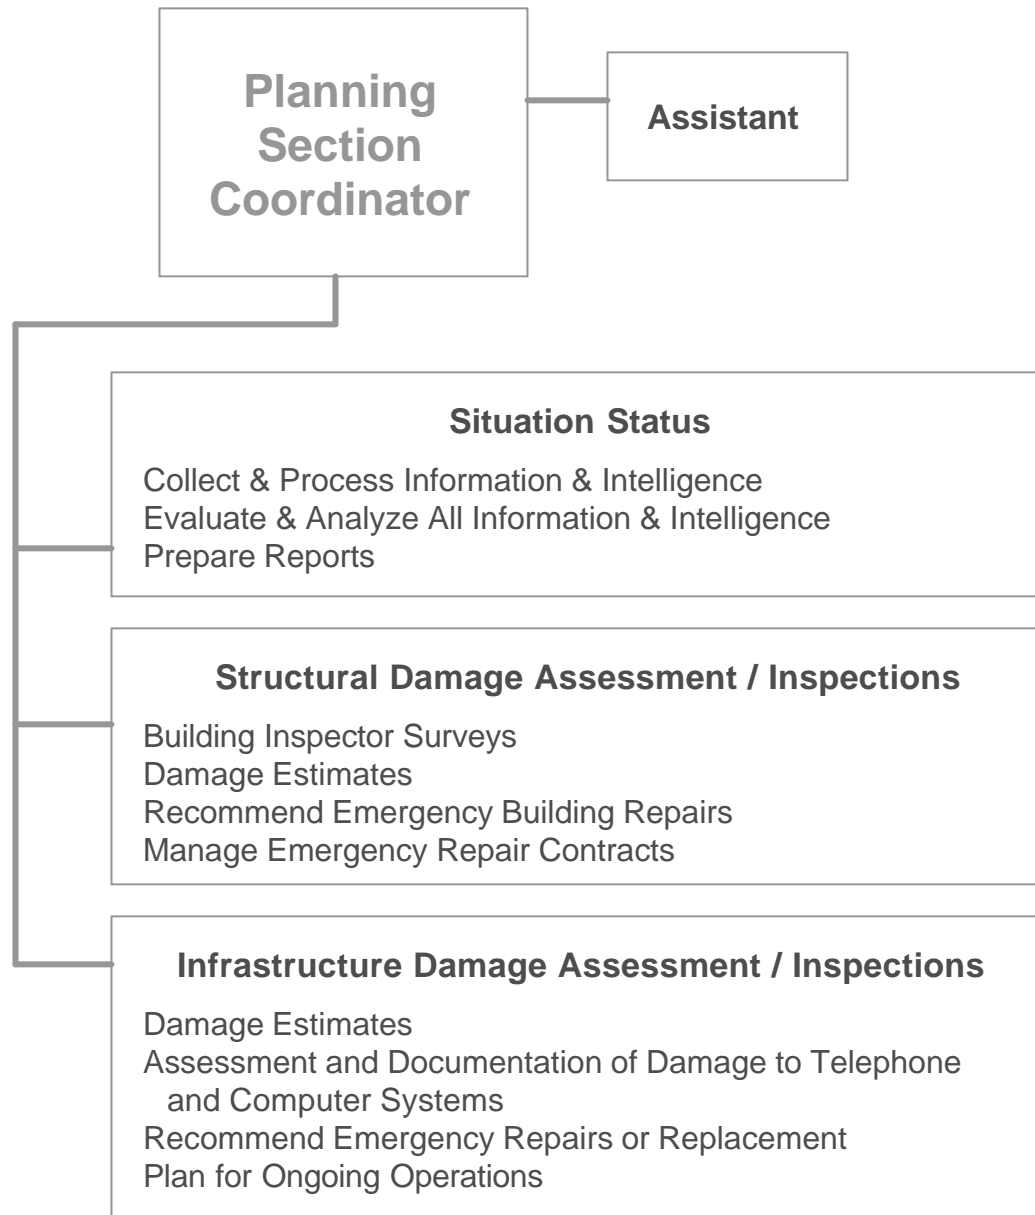 Planning
Section
Coordinator
Assistant
Situation Status
Collect & Process Information & Intelligence
Evaluate & Analyze All Information & Intelligence
Prepare Reports
Structural Damage Assessment / Inspections
Building Inspector Surveys
Damage Estimates
Recommend Emergency Building Repairs
Manage Emergency Repair Contracts
Infrastructure Damage Assessment / Inspections
Damage Estimates
Assessment and Documentation of Damage to Telephone
and Computer Systems
Recommend Emergency Repairs or Replacement
Plan for Ongoing Operations